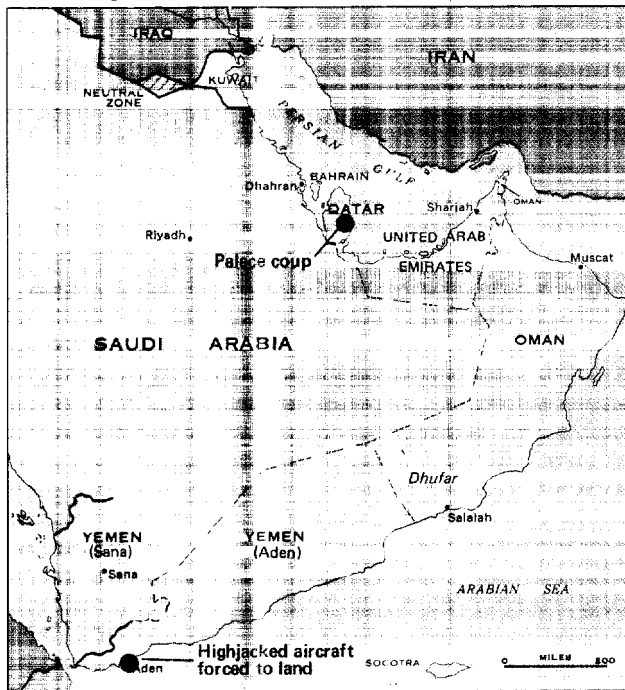 IRAQ
IRAN
KUWAIT
NEUTRAL
ZONE
PERSIAN
GULF
Dhahran
BAHRAIN
QATAR
Sharjah
OMAN
Riyadh
UNITED ARAB
EMIRATES
Muscat
Palace coup
SAUDI ARABIA
OMAN
Dhufar
Salalah
YEMEN
(Sana)
YEMEN
(Aden)
Sana
ARABIAN SEA
Highjacked aircraft
forced to land
Aden
SOCOTRA
MILES
0 200